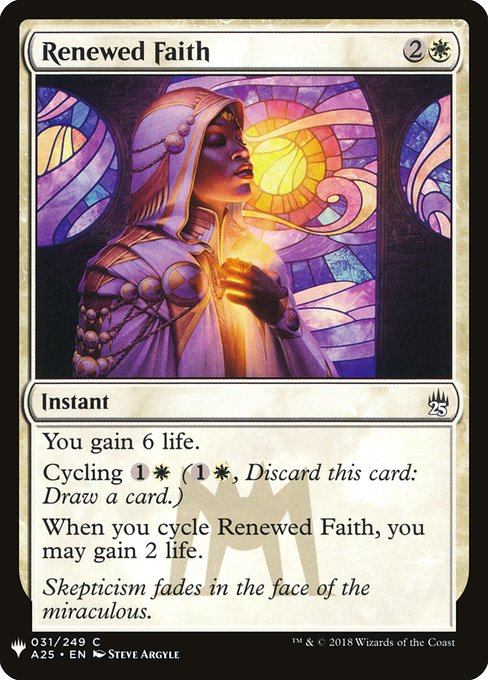 Renewed Faith 2
Instant
25
You gain 6 life.
Cycling 1 (1, Discard this card:
Draw a card.)
When you cycle Renewed Faith, you
may gain 2 life.
Skepticism fades in the face of the
miraculous.
031/249 C
A25 • EN Steve Argyle
™ & © 2018 Wizards of the Coast